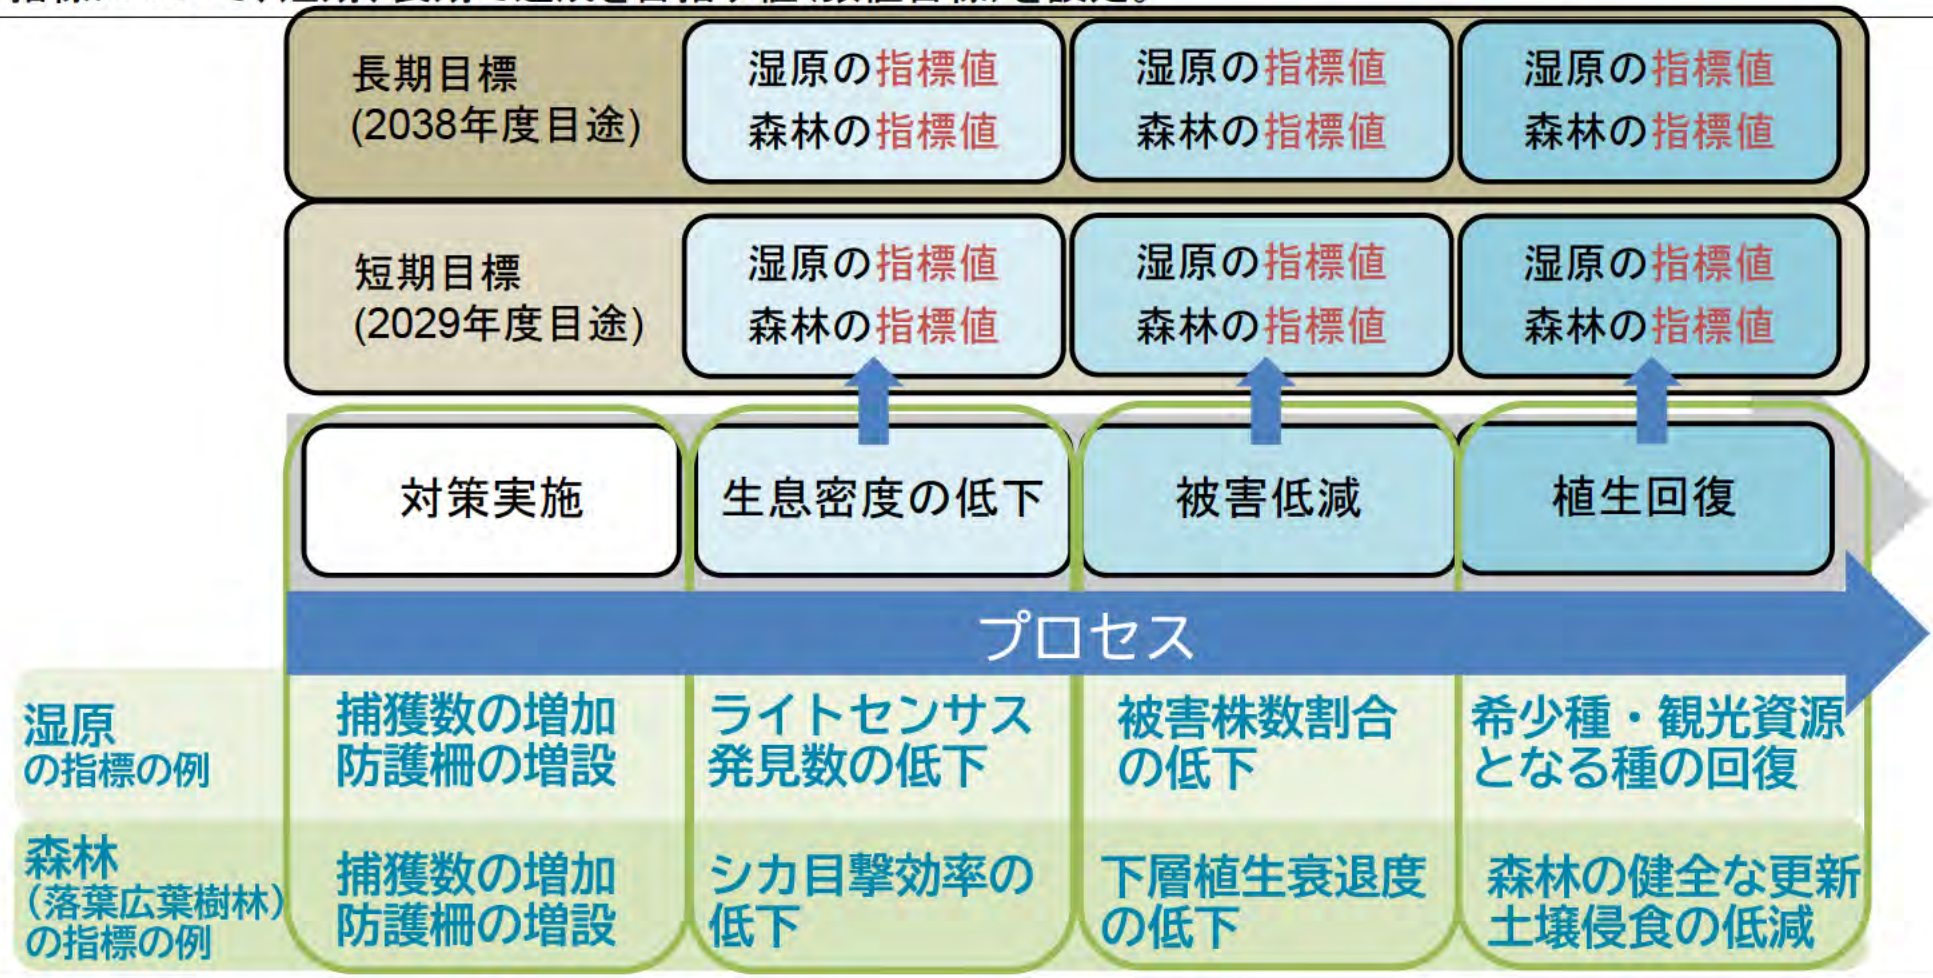 長期目標
(2038年度目途)
湿原の指標値
森林の指標値
湿原の指標値
森林の指標値
湿原の指標値
森林の指標値
短期目標
(2029年度目途)
湿原の指標値
森林の指標値
湿原の指標値
森林の指標値
湿原の指標値
森林の指標値
対策実施
生息密度の低下
被害低減
植生回復
プロセス
湿原
の指標の例
捕獲数の増加
防護柵の増設
ライトセンサス
発見数の低下
被害株数割合
の低下
希少種・観光資源
となる種の回復
森林
(落葉広葉樹林)
の指標の例
捕獲数の増加
防護柵の増設
シカ目撃効率の
低下
下層植生衰退度
の低下
森林の健全な更新
土壌侵食の低減